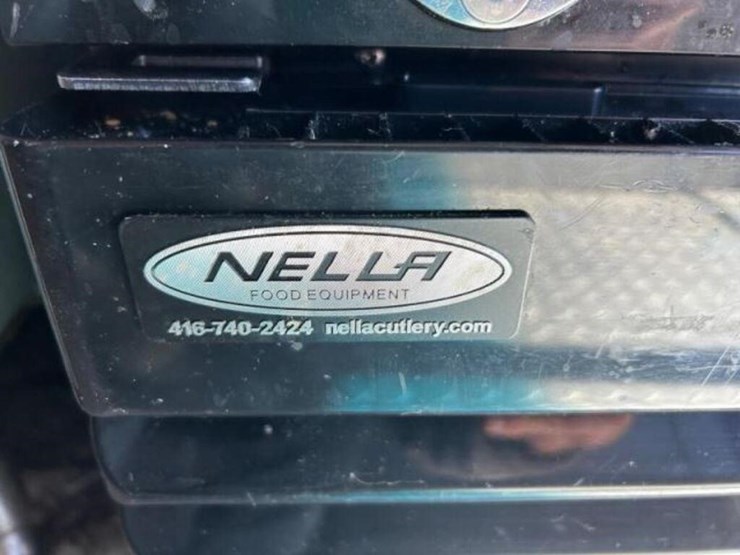 NELLA
FOOD EQUIPMENT
416-740-2424 nellacutlery.com